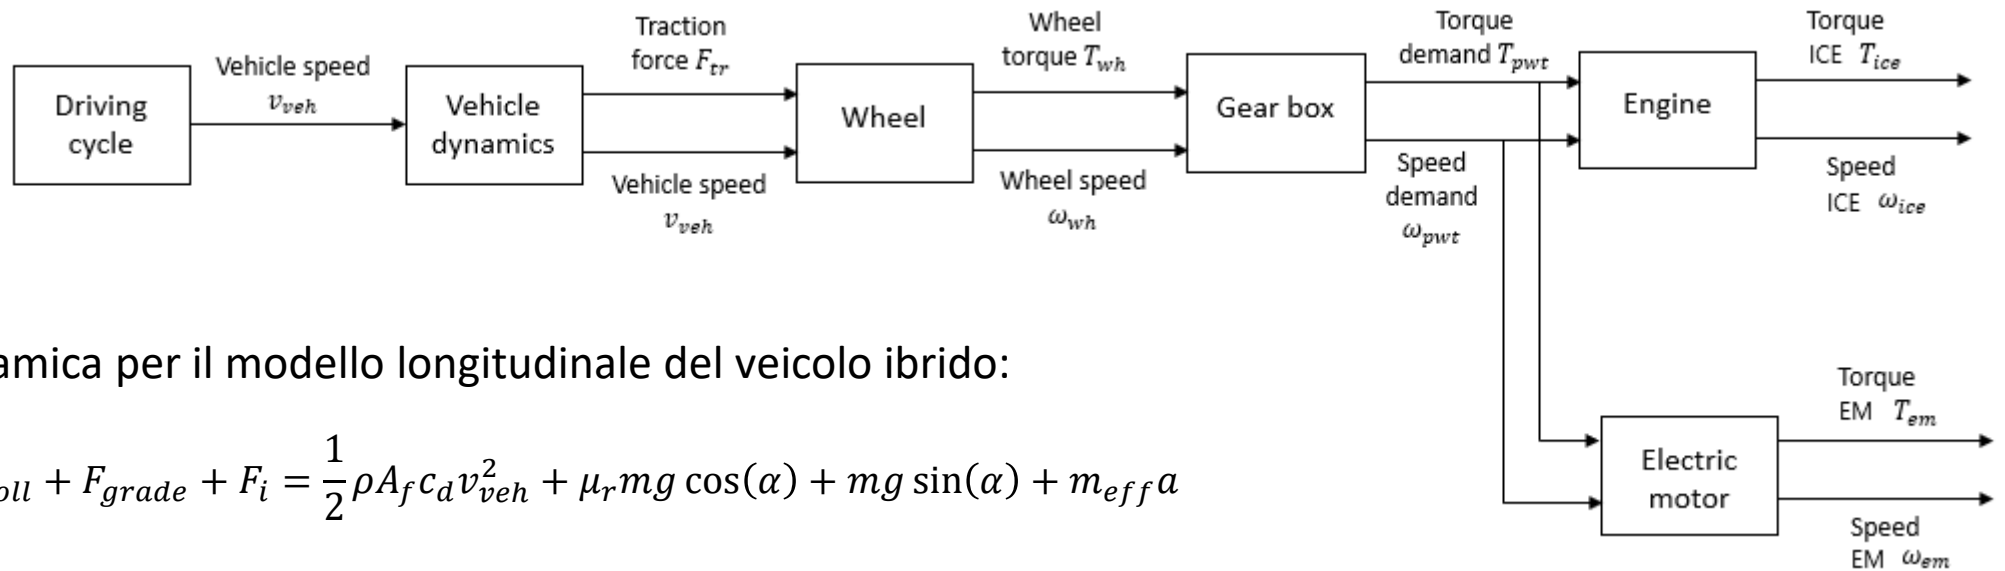 Driving
cycle
Vehicle speed
v_veh
Vehicle
dynamics
Traction
force F_tr
Vehicle speed
v_veh
Wheel
Wheel
torque T_wh
Wheel speed
ω_wh
Gear box
Torque
demand T_pwt
Speed
demand
ω_pwt
Engine
Torque
ICE T_ice
Speed
ICE ω_ice
per il modello longitudinale del veicolo ibrido:
+ F_grade + F_i = 1/2 ρA_f c_d v_veh^2 + μ_r mg cos(α) + mg sin(α) + m_eff a
Electric
motor
Torque
EM T_em
Speed
EM ω_em